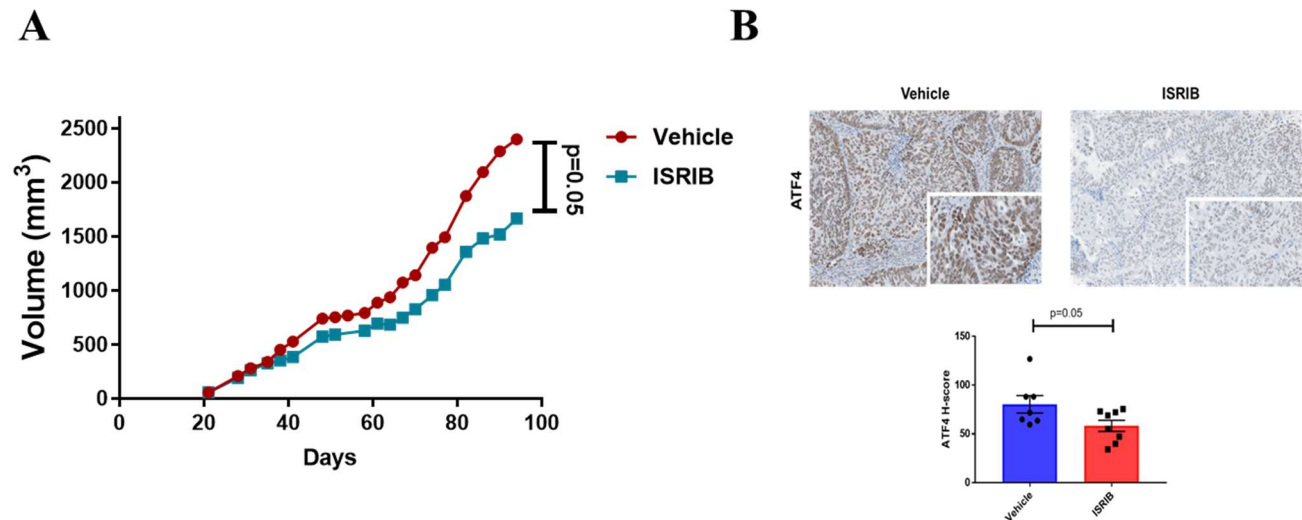 A
Volume (mm³)
2500
2000
1500
1000
500
0
0 20 40 60 80 100
Days
p=0.05
Vehicle
ISRIB
B
Vehicle ISRIB
ATF4
p=0.05
ATF4 H-score
150
100
50
0
Vehicle
ISRIB